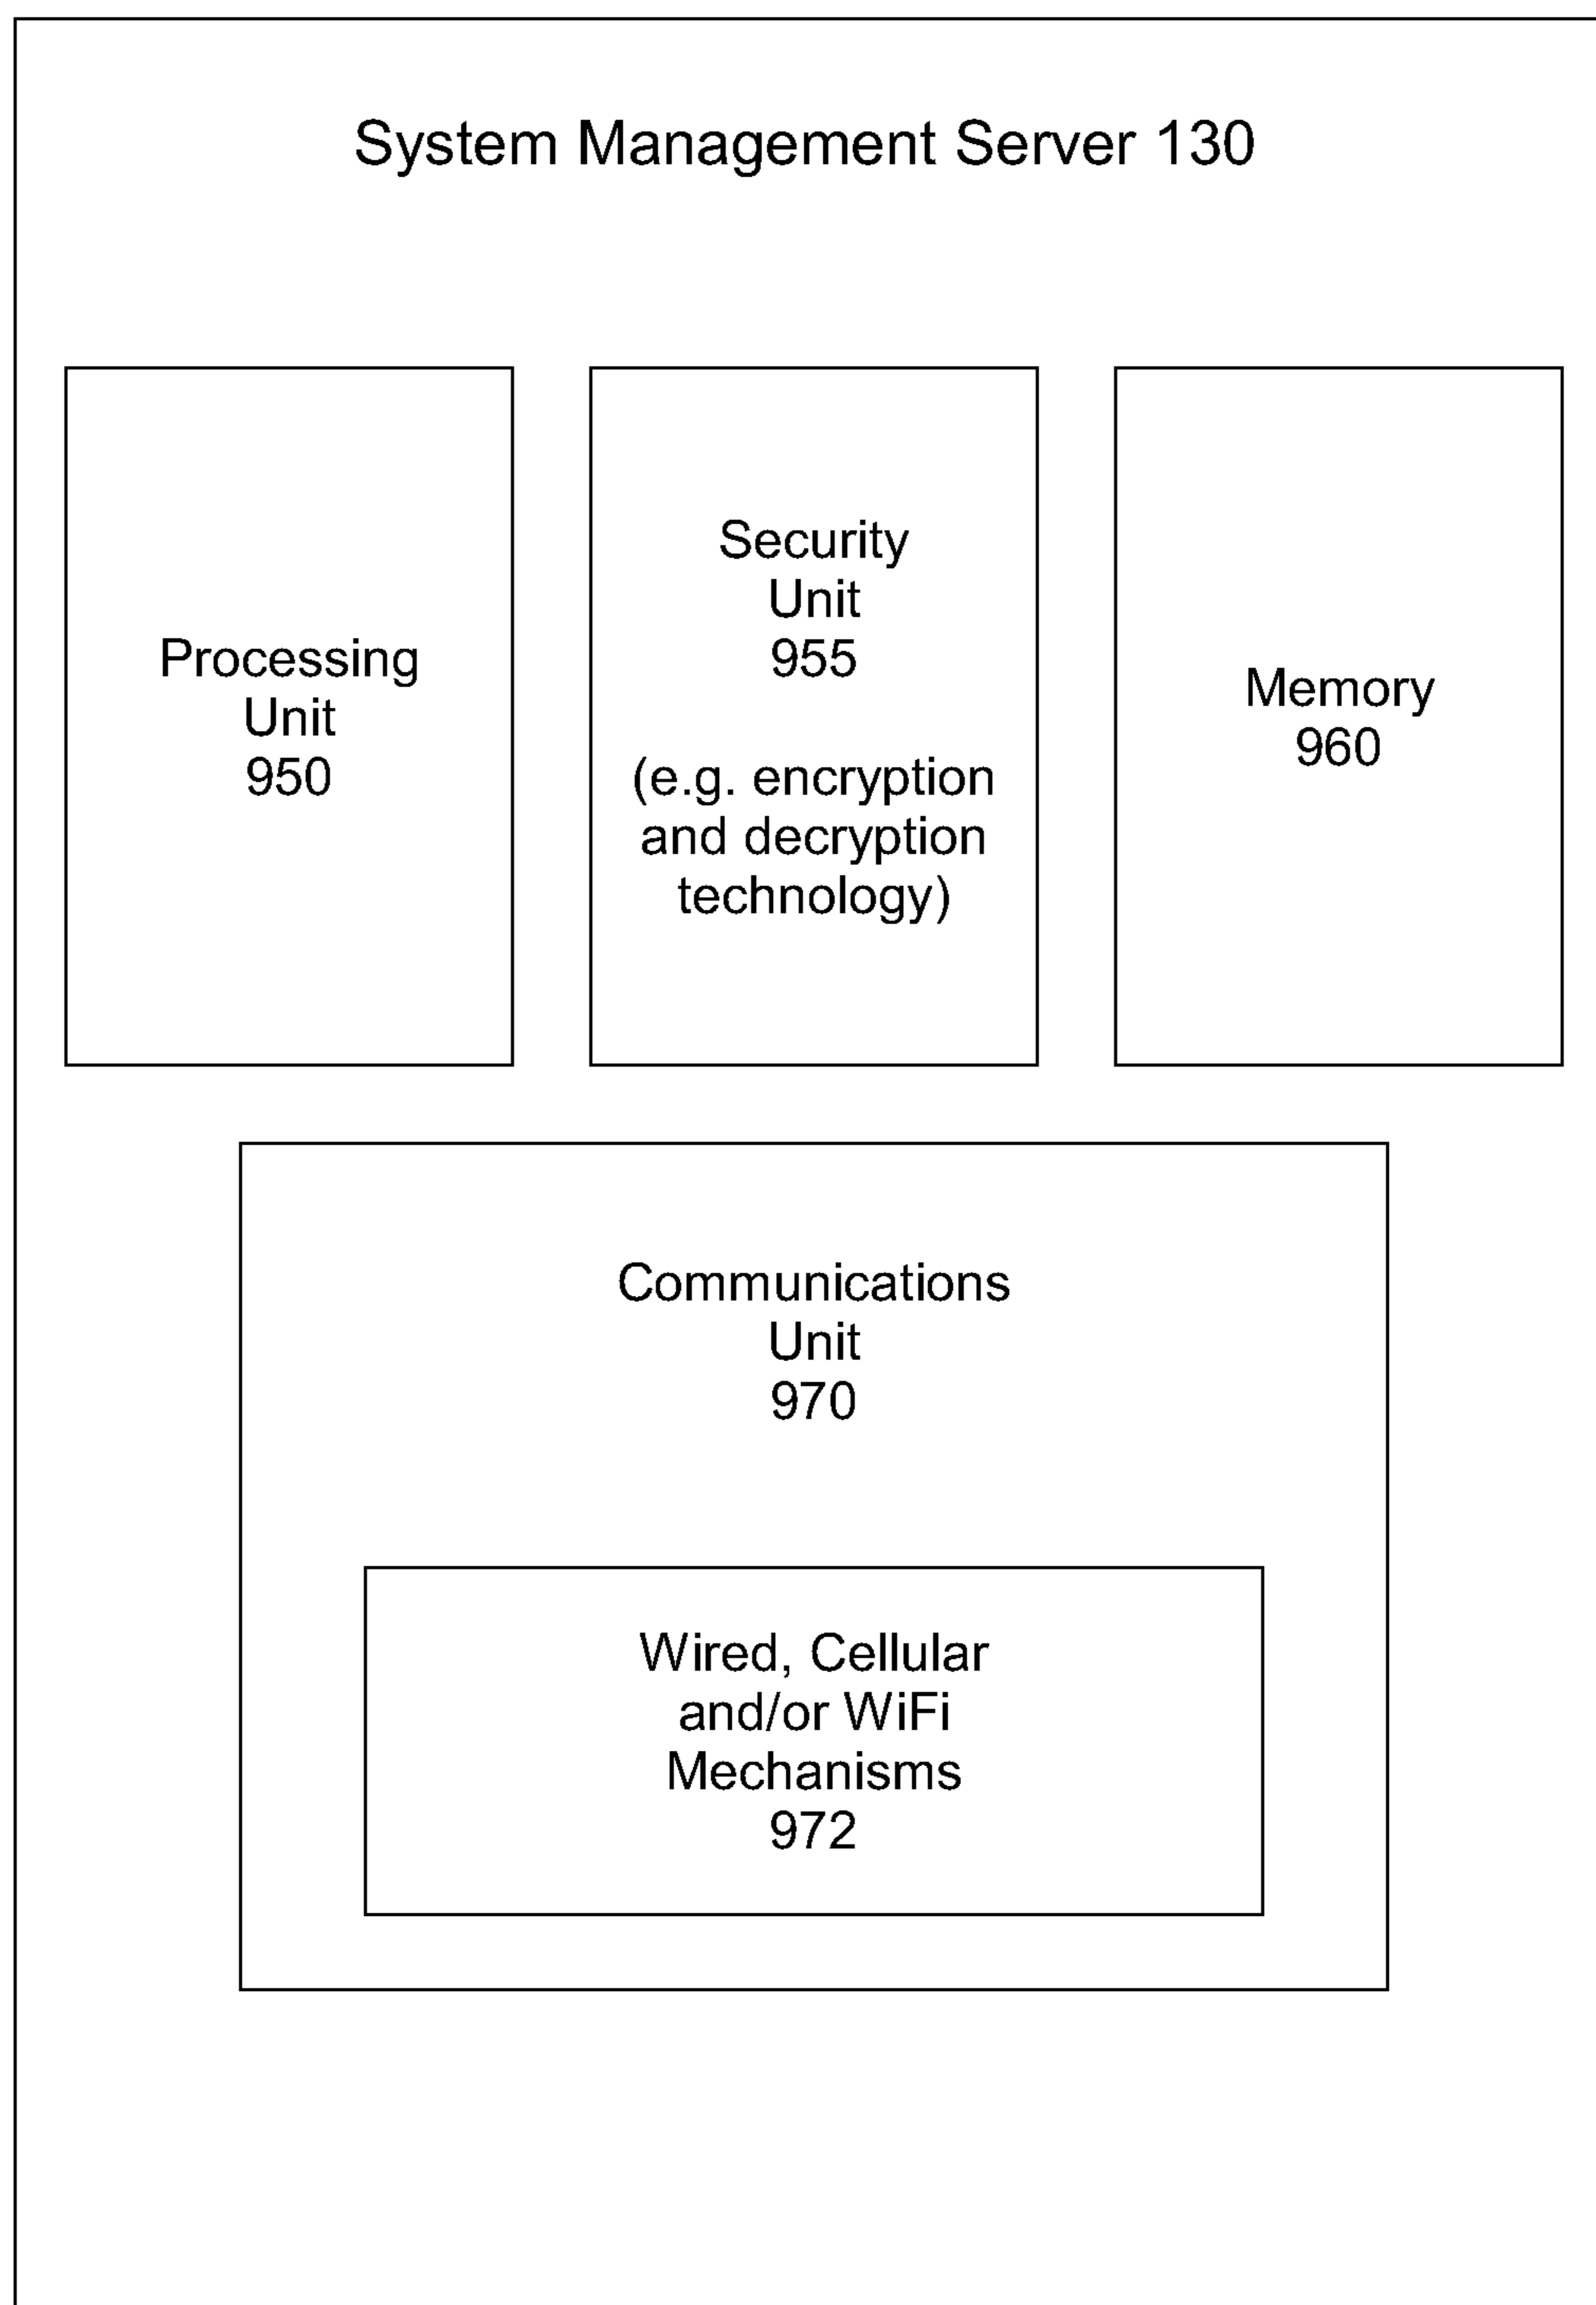 System Management Server 130
Processing
Unit
950
Security
Unit
955
(e.g. encryption
and decryption
technology)
Memory
960
Communications
Unit
970
Wired, Cellular
and/or WiFi
Mechanisms
972